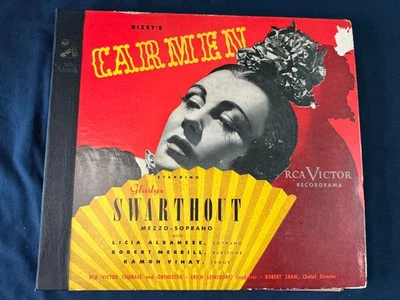 BIZET'S
CARMEN
STARRING
Gladys
SWARTHOUT
MEZZO-SOPRANO
WITH
LICIA ALBANESE, SOPRANO
ROBERT MERRILL, BARITONE
RAMON VINAY, TENOR
RCA VICTOR
RECORDRAMA
RCA VICTOR CHORALE and ORCHESTRA · ERICH LEINSDORF, Conductor · ROBERT SHAW, Choral Director